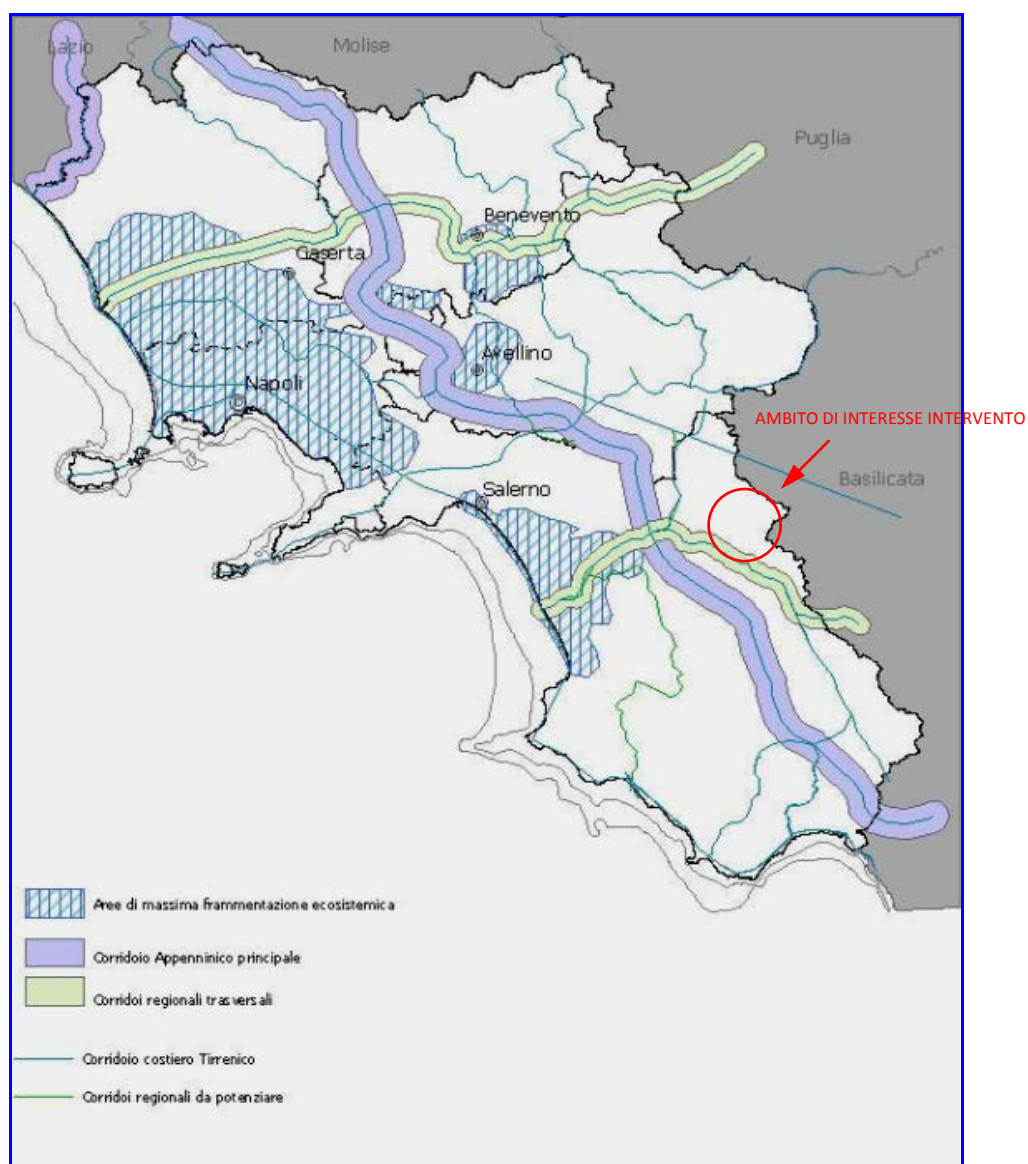 Lazio
Molise
Puglia
Benevento
Caserta
Avellino
Napoli
AMBITO DI INTERESSE INTERVENTO
Basilicata
Salerno
Aree di massima frammentazione ecosistemica
Corridoio Appenninico principale
Corridoi regionali trasversali
Corridoio costiero Tirrenico
Corridoi regionali da potenziare